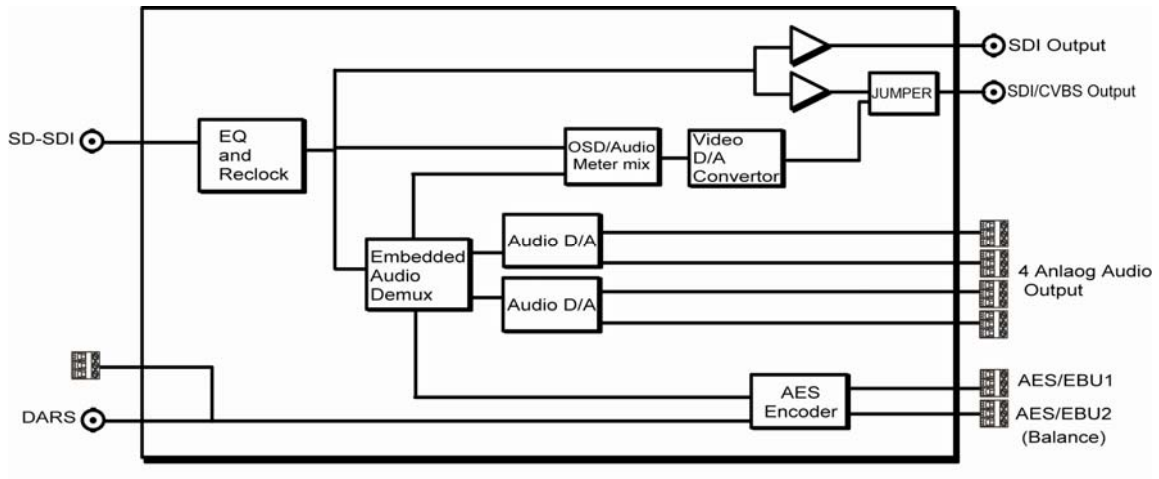 SDI Output
SDI/CVBS Output
JUMPER
SD-SDI
EQ
and
Reclock
OSD/Audio
Meter mix
Video
D/A
Convertor
Embedded
Audio
Demux
Audio D/A
Audio D/A
4 Anlaog Audio
Output
DARS
AES
Encoder
AES/EBU1
AES/EBU2
(Balance)